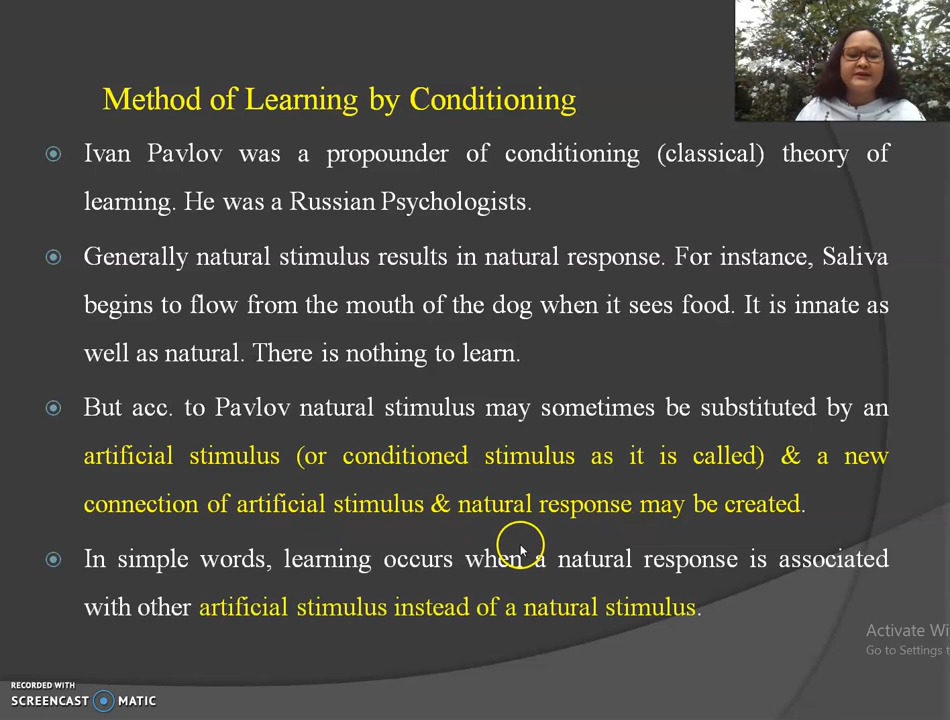 Method of Learning by Conditioning
Ivan Pavlov was a propounder of conditioning (classical) theory of
learning. He was a Russian Psychologists.
Generally natural stimulus results in natural response. For instance, Saliva
begins to flow from the mouth of the dog when it sees food. It is innate as
well as natural. There is nothing to learn.
But acc. to Pavlov natural stimulus may sometimes be substituted by an
artificial stimulus (or conditioned stimulus as it is called) & a new
connection of artificial stimulus & natural response may be created.
In simple words, learning occurs when a natural response is associated
with other artificial stimulus instead of a natural stimulus.
Activate Wi
Go to Settings t
RECORDED WITH
SCREENCAST MATIC